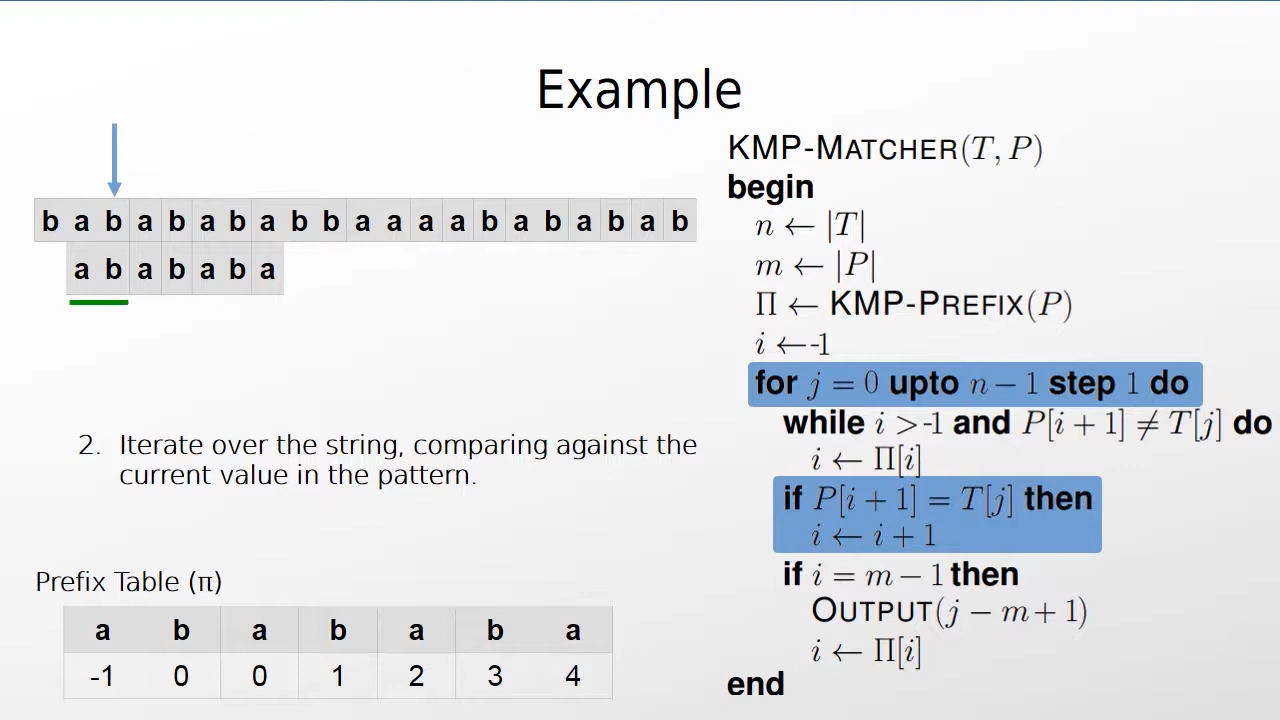 Example
b a b a b a b a b b a a a a b a b a b a b
a b a b a b a
2. Iterate over the string, comparing against the
current value in the pattern.
Prefix Table (π)
a b a b a b a
-1 0 0 1 2 3 4
KMP-MATCHER(T, P)
begin
n ← |T|
m ← |P|
Π ← KMP-PREFIX(P)
i ←-1
for j = 0 upto n − 1 step 1 do
while i >-1 and P[i + 1] ≠ T[j] do
i ← Π[i]
if P[i + 1] = T[j] then
i ← i + 1
if i = m − 1 then
OUTPUT(j − m + 1)
i ← Π[i]
end